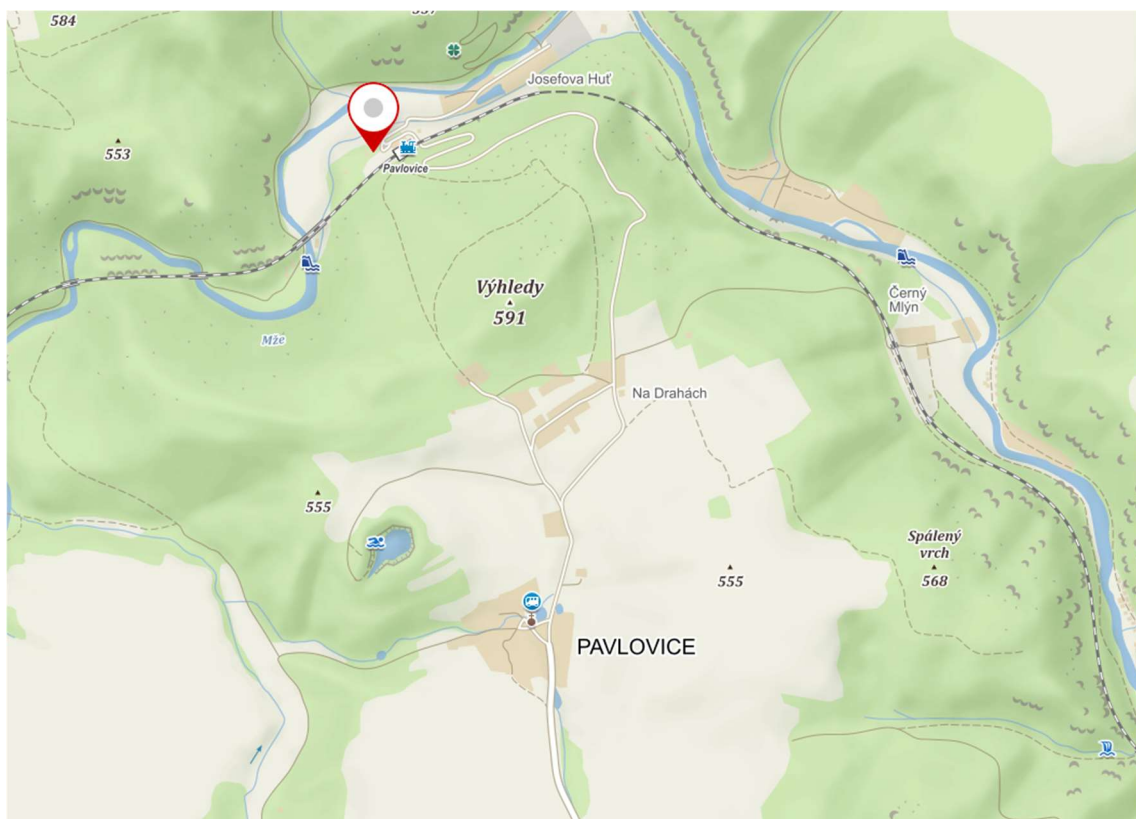 584
Josefova Huť
553
Pavlovice
Výhledy
591
Černý
Mlýn
Mže
Na Drahách
555
Spálený
vrch
555
568
PAVLOVICE